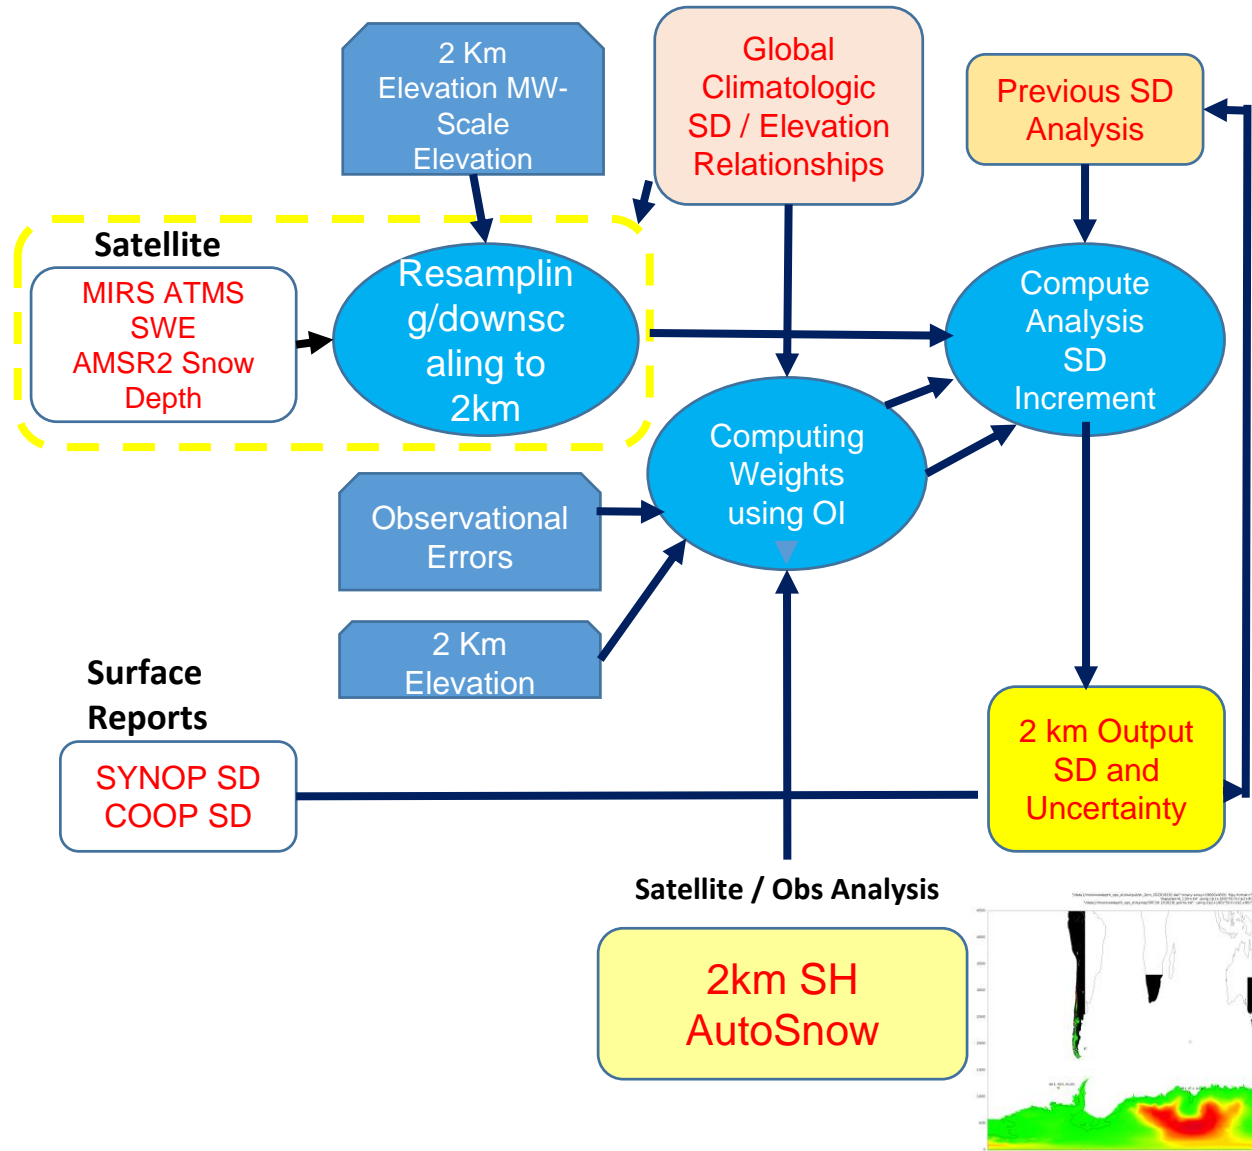 2 Km
Elevation MW-
Scale
Elevation
Global
Climatologic
SD / Elevation
Relationships
Previous SD
Analysis
Satellite
MIRS ATMS
SWE
AMSR2 Snow
Depth
Resamplin
g/downsc
aling to
2km
Compute
Analysis
SD
Increment
Computing
Weights
using OI
Observational
Errors
2 Km
Elevation
Surface
Reports
SYNOP SD
COOP SD
2 km Output
SD and
Uncertainty
Satellite / Obs Analysis
2km SH
AutoSnow